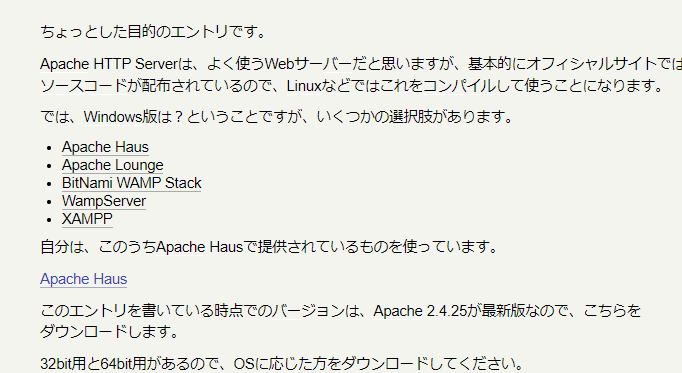 ちょっとした目的のエントリです。
Apache HTTP Serverは、よく使うWebサーバーだと思いますが、基本的にオフィシャルサイトでは
ソースコードが配布されているので、Linuxなどではこれをコンパイルして使うことになります。
では、Windows版は？ということですが、いくつかの選択肢があります。
• Apache Haus
• Apache Lounge
• BitNami WAMP Stack
• WampServer
• XAMPP
自分は、このうちApache Hausで提供されているものを使っています。
Apache Haus
このエントリを書いている時点でのバージョンは、Apache 2.4.25が最新版なので、こちらを
ダウンロードします。
32bit用と64bit用があるので、OSに応じた方をダウンロードしてください。